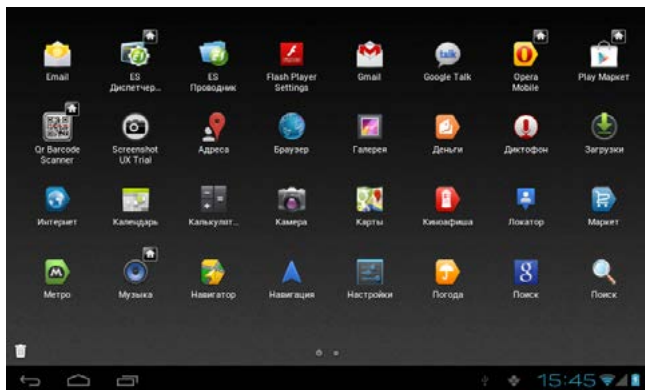 Email
ES
Диспетчер...
ES
Проводник
Flash Player
Settings
Gmail
talk
Google Talk
Opera
Mobile
Play Маркет
Qr Barcode
Scanner
Screenshot
UX Trial
Адреса
Браузер
Галерея
Деньги
Диктофон
Загрузки
Интернет
Календарь
Калькулят...
Камера
Карты
Киноафиша
Локатор
Маркет
Метро
Музыка
Навигатор
Навигация
Настройки
Погода
8
Поиск
Поиск
15:45